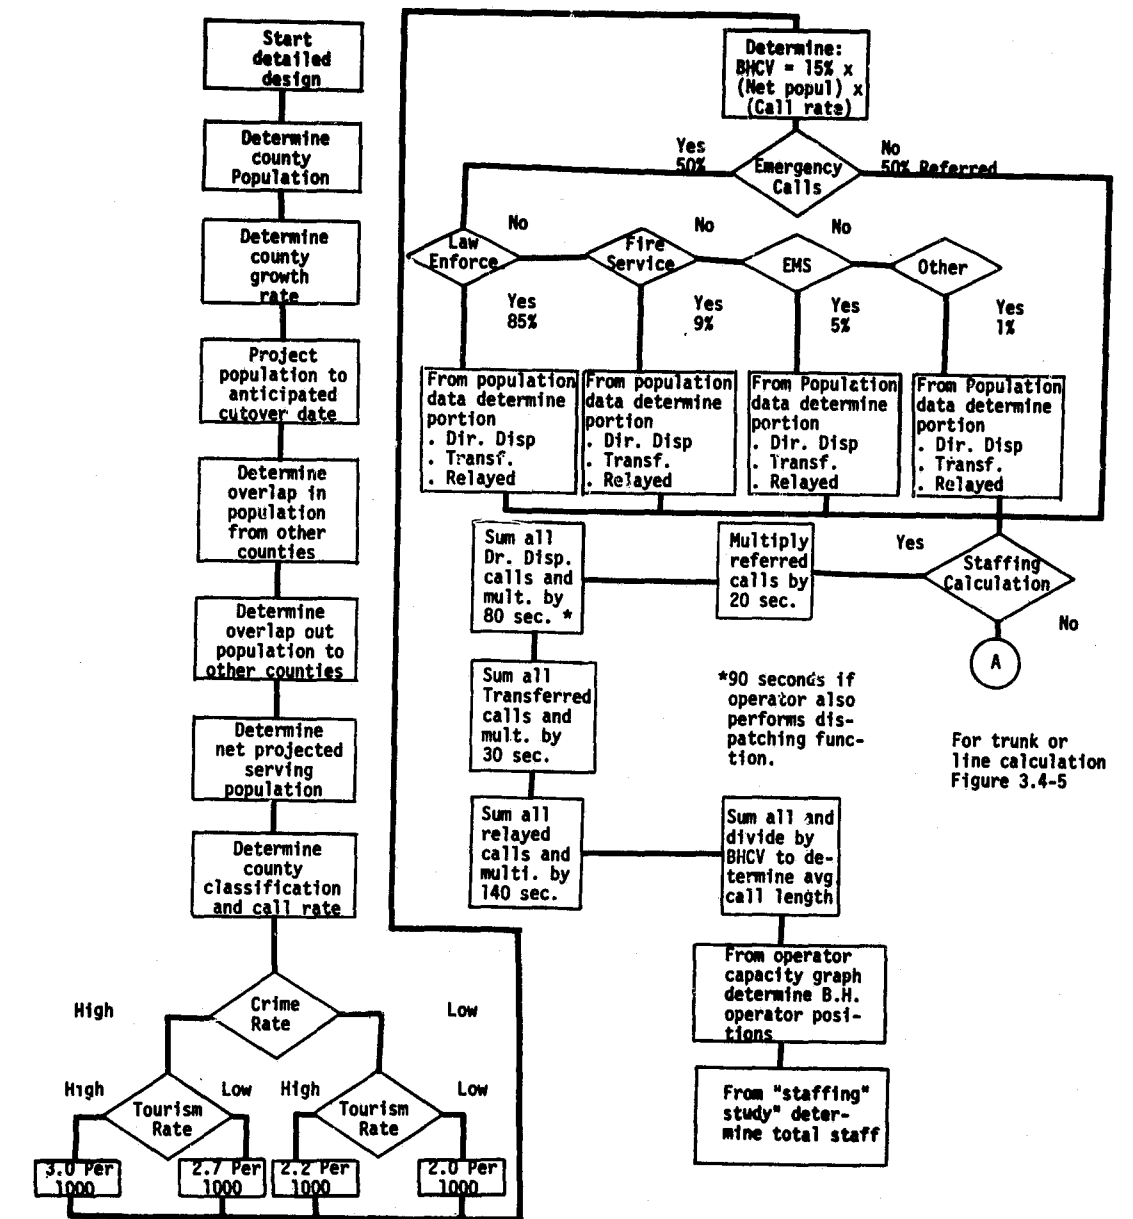 Start
detailed
design
Determine
county
Population
Determine
county
growth
rate
Project
population to
anticipated
cutover date
Determine
overlap in
population
from other
counties
Determine
overlap out
population to
other counties
Determine
net projected
serving
population
Determine
county
classification
and call rate
Crime
Rate
High
Low
High
Low
High
Low
Tourism
Rate
Tourism
Rate
3.0 Per
1000
2.7 Per
1000
2.2 Per
1000
2.0 Per
1000
Determine:
BHCV = 15% x
(Net popul) x
(Call rate)
Yes
50%
Emergency
Calls
No
50% Referred
Law
Enforce.
No
Fire
Service
No
EMS
No
Other
Yes
85%
Yes
9%
Yes
5%
Yes
1%
From population
data determine
portion
. Dir. Disp
. Transf.
. Relayed
From population
data determine
portion
. Dir. Disp
. Transf.
. Relayed
From Population
data determine
portion
. Dir. Disp
. Transf.
. Relayed
From Population
data determine
portion
. Dir. Disp
. Transf.
. Relayed
Staffing
Calculation
Yes
No
A
For trunk or
line calculation
Figure 3.4-5
Multiply
referred
calls by
20 sec.
Sum all
Dr. Disp.
calls and
mult. by
80 sec. *
*90 seconds if
operator also
performs dis-
patching func-
tion.
Sum all
Transferred
calls and
mult. by
30 sec.
Sum all
relayed
calls and
multi. by
140 sec.
Sum all and
divide by
BHCV to de-
termine avg
call length
From operator
capacity graph
determine B.H.
operator posi-
tions
From "staffing"
study" deter-
mine total staff